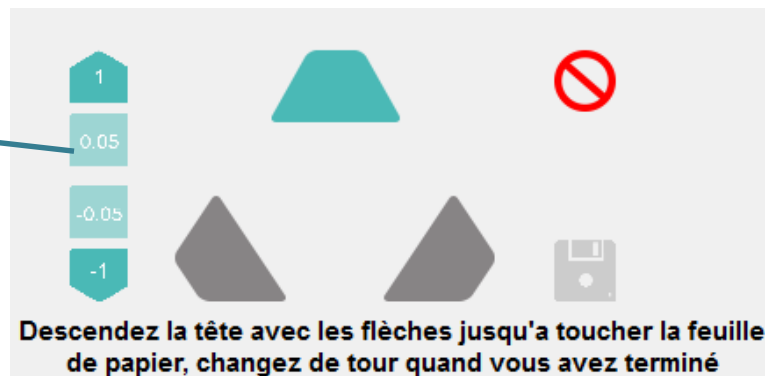 1
0.05
-0.05
-1
Descendez la tête avec les flèches jusqu'a toucher la feuille
de papier, changez de tour quand vous avez terminé